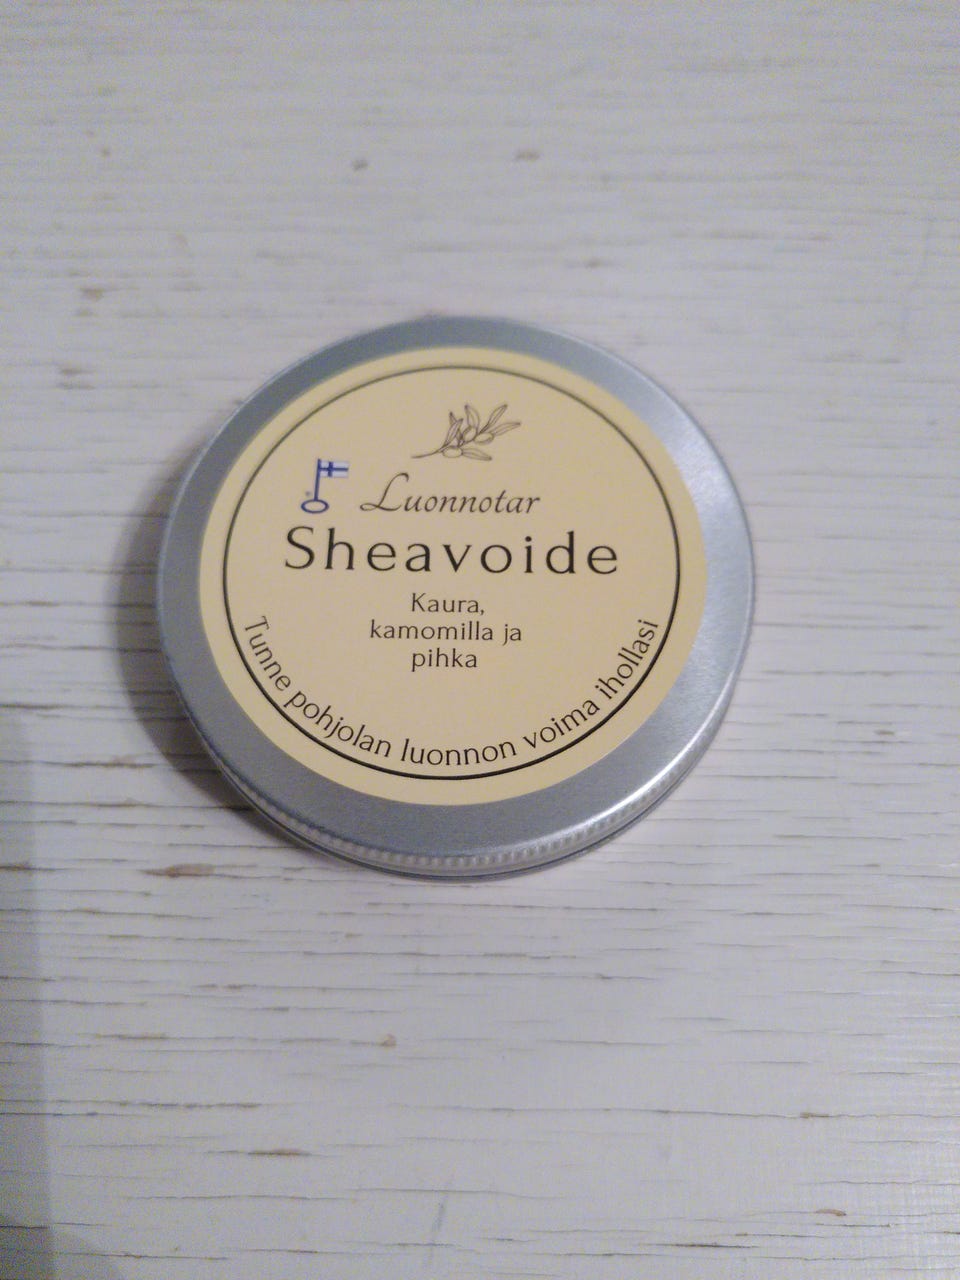 Luonnotar
Sheavoide
Kaura,
kamomilla ja
pihka
Tunne pohjolan luonnon voima ihollasi